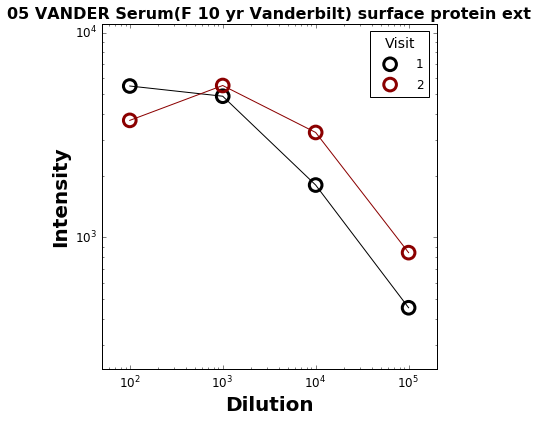 05 VANDER Serum(F 10 yr Vanderbilt) surface protein ext
Visit
1
2
Intensity
10^4
10^3
10^2 10^3 10^4 10^5
Dilution